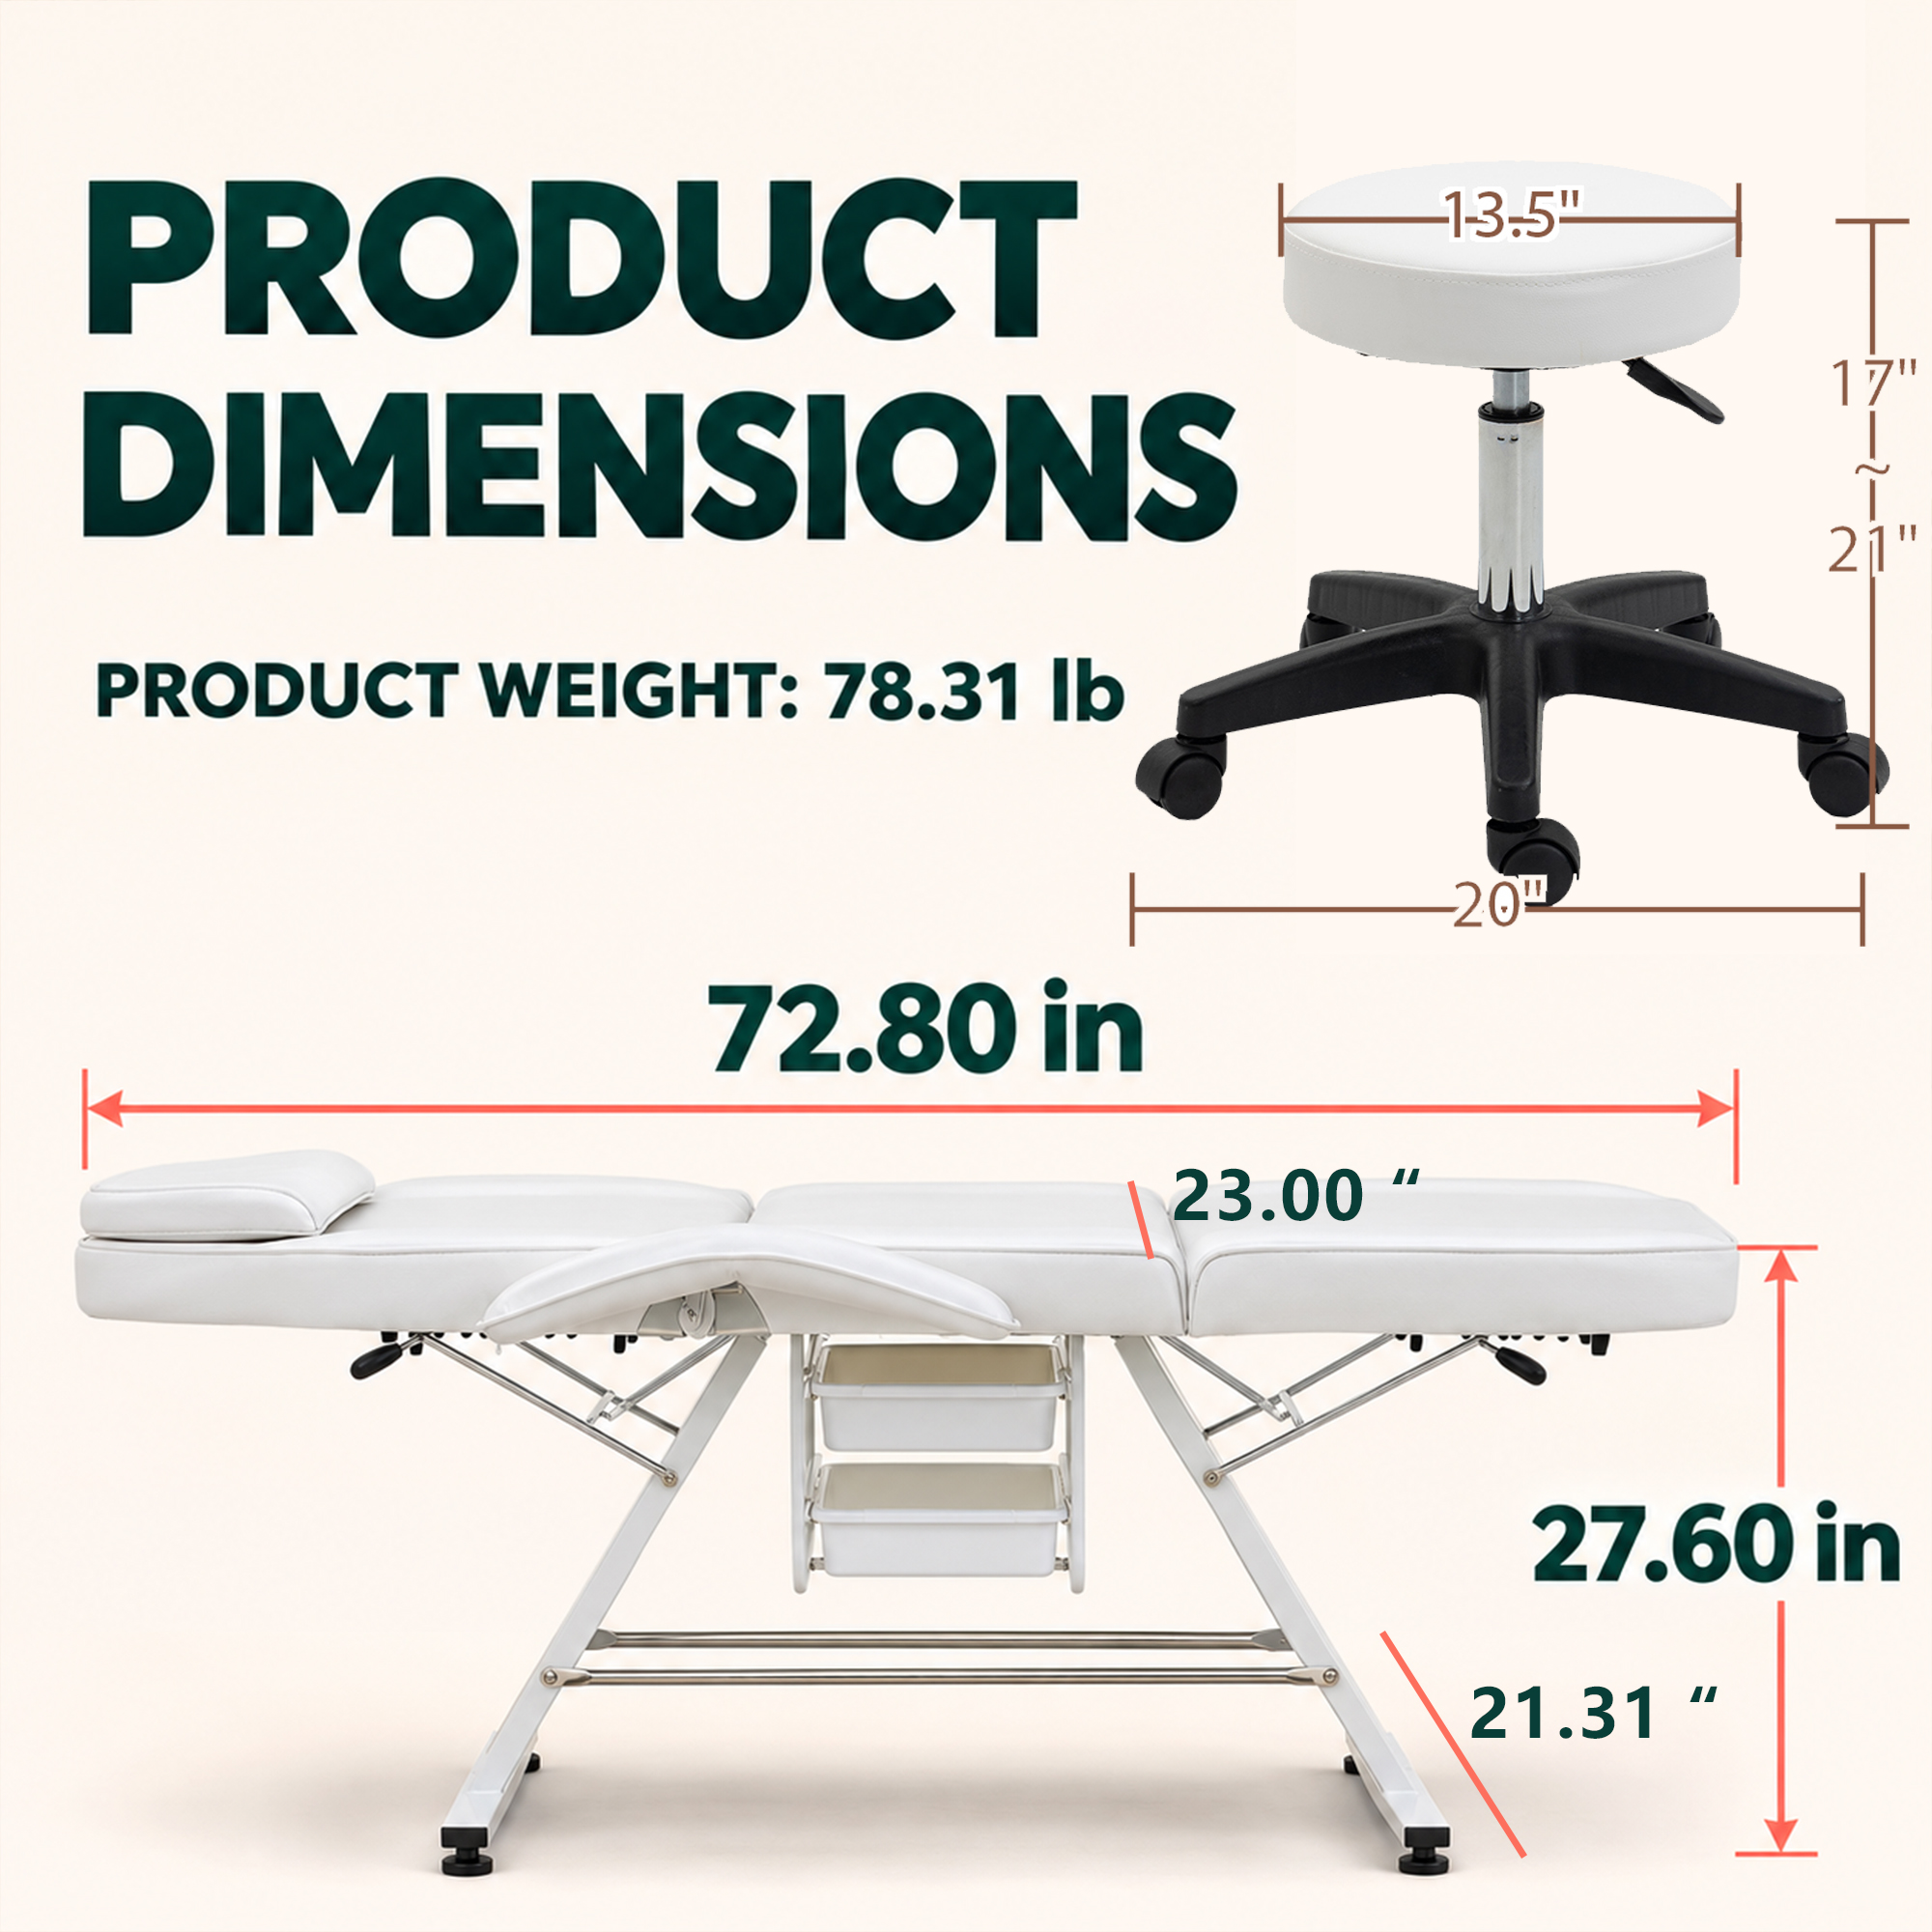 PRODUCT
DIMENSIONS
PRODUCT WEIGHT: 78.31 lb
13.5"
17"
~
21"
20"
72.80 in
23.00 “
27.60 in
21.31 “